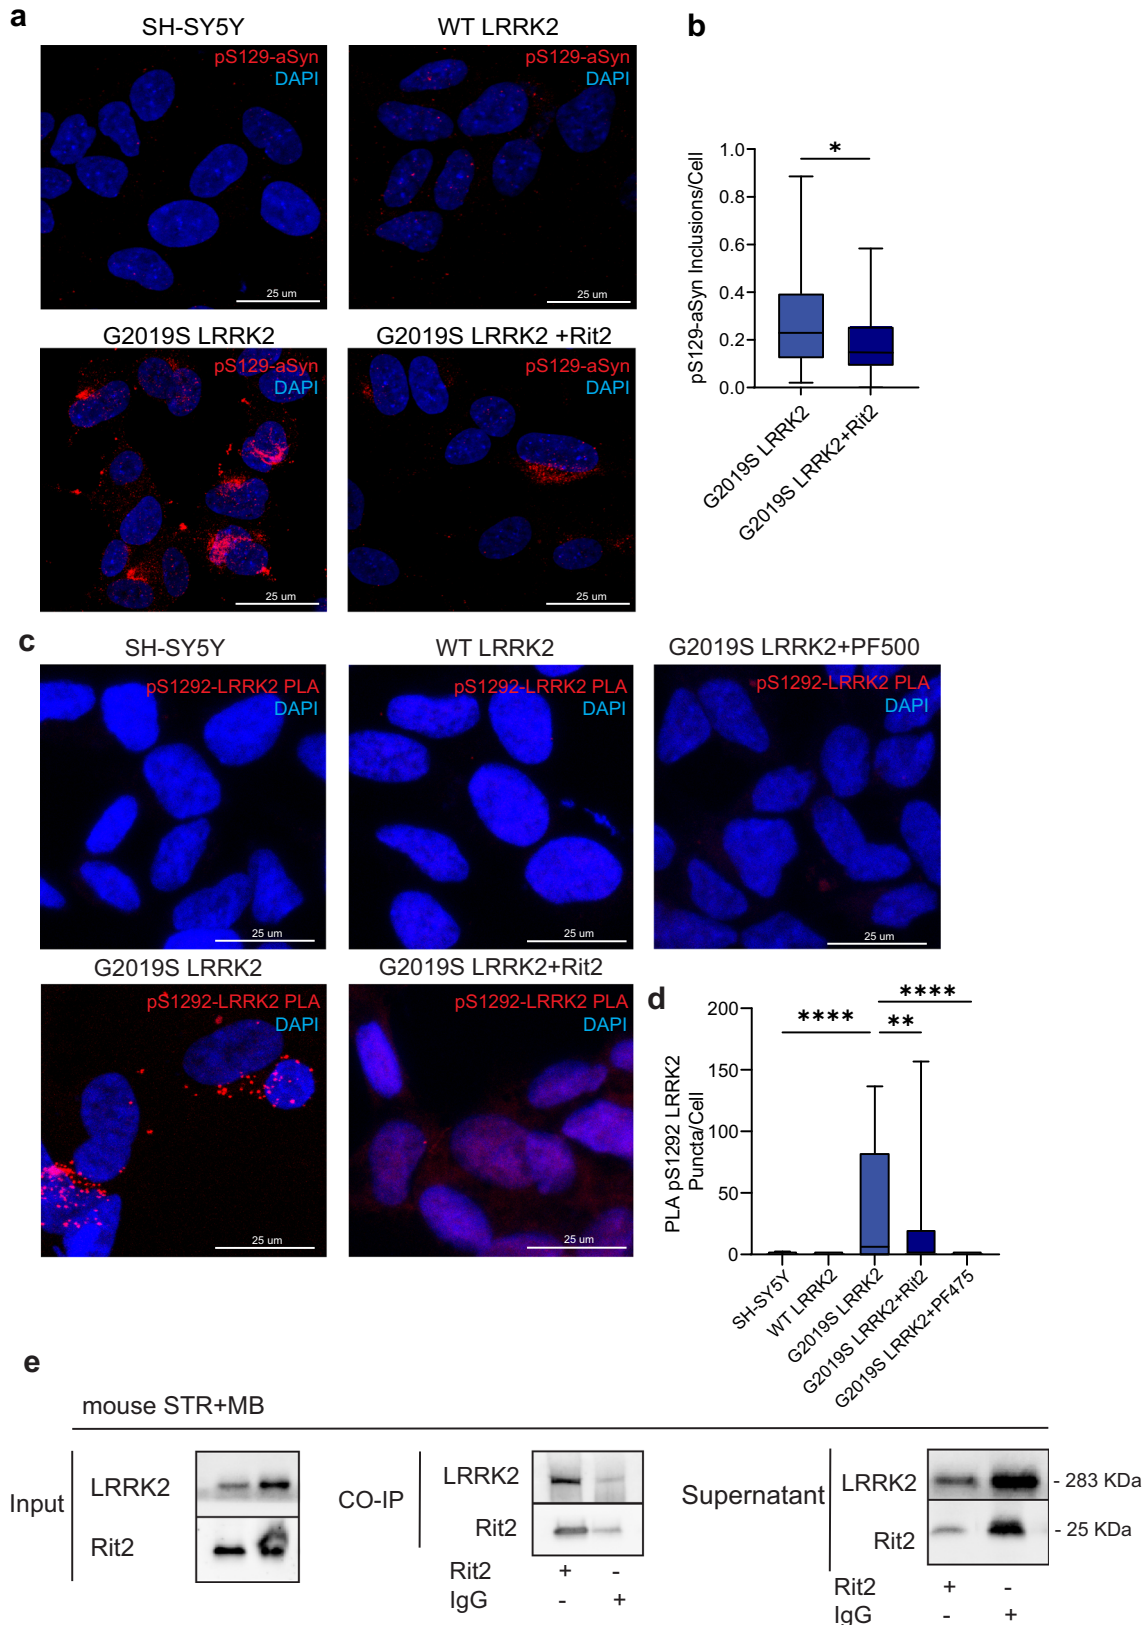 a
SH-SY5Y
pS129-aSyn
DAPI
25 um
WT LRRK2
pS129-aSyn
DAPI
25 um
G2019S LRRK2
pS129-aSyn
DAPI
25 um
G2019S LRRK2 +Rit2
pS129-aSyn
DAPI
25 um
b
pS129-aSyn Inclusions/Cell
1.0
0.8
0.6
0.4
0.2
0.0
*
G2019S LRRK2
G2019S LRRK2+Rit2
c
SH-SY5Y
pS1292-LRRK2 PLA
DAPI
25 um
WT LRRK2
pS1292-LRRK2 PLA
DAPI
25 um
G2019S LRRK2+PF500
pS1292-LRRK2 PLA
DAPI
25 um
G2019S LRRK2
pS1292-LRRK2 PLA
DAPI
25 um
G2019S LRRK2+Rit2
pS1292-LRRK2 PLA
DAPI
25 um
d
PLA pS1292 LRRK2
Puncta/Cell
200
150
100
50
0
****
****
**
SH-SY5Y
WT LRRK2
G2019S LRRK2
G2019S LRRK2+Rit2
G2019S LRRK2+PF475
e
mouse STR+MB
Input
LRRK2
Rit2
CO-IP
LRRK2
Rit2
Rit2 + -
IgG - +
Supernatant
LRRK2
- 283 KDa
Rit2
- 25 KDa
Rit2 + -
IgG - +